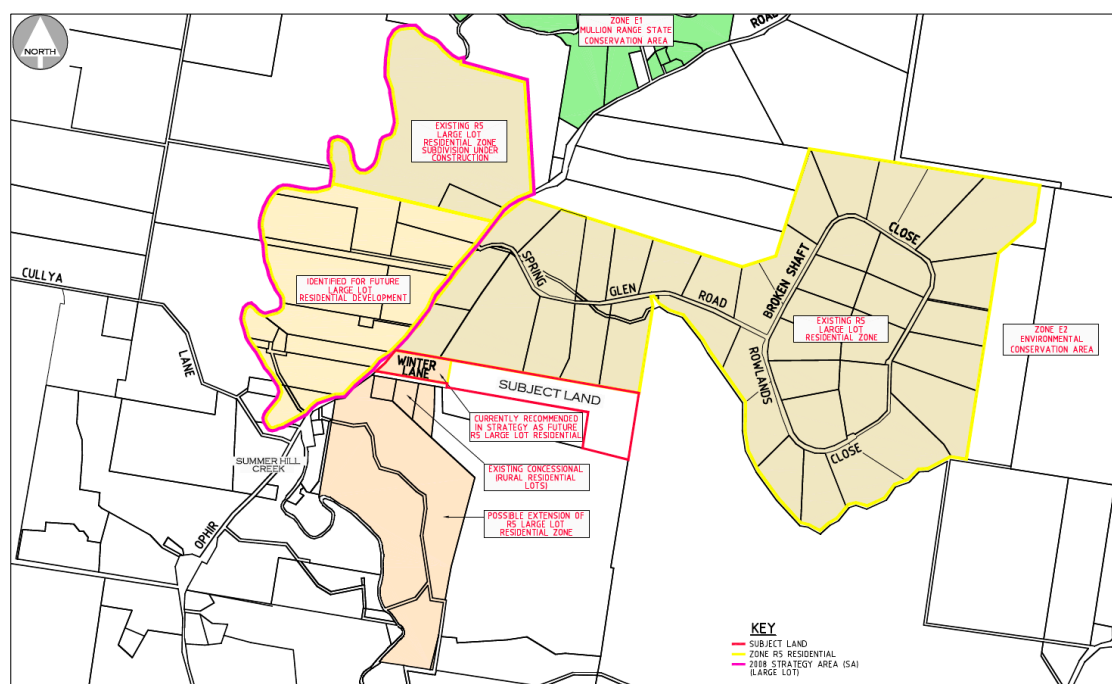 NORTH
ZONE E1
MULLION RANGE STATE
CONSERVATION AREA
ROAD
EXISTING R5
LARGE LOT
RESIDENTIAL ZONE
SUBDIVISION UNDER
CONSTRUCTION
CULLYA
LANE
IDENTIFIED FOR FUTURE
LARGE LOT
RESIDENTIAL DEVELOPMENT
SPRING
GLEN
ROAD
BROKEN SHAFT
CLOSE
EXISTING R5
LARGE LOT
RESIDENTIAL ZONE
ZONE E2
ENVIRONMENTAL
CONSERVATION AREA
ROWLANDS
CLOSE
WINTER
LANE
SUBJECT LAND
CURRENTLY RECOMMENDED
IN STRATEGY AS FUTURE
R5 LARGE LOT RESIDENTIAL
SUMMER HILL
CREEK
EXISTING CONCESSIONAL
(RURAL RESIDENTIAL
LOTS)
OPHIR
POSSIBLE EXTENSION OF
R5 LARGE LOT
RESIDENTIAL ZONE
KEY
SUBJECT LAND
ZONE R5 RESIDENTIAL
2008 STRATEGY AREA (SA)
(LARGE LOT)